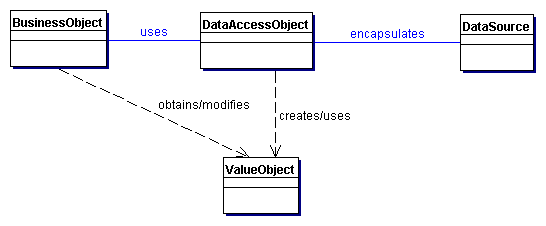 BusinessObject
uses
DataAccessObject
encapsulates
DataSource
obtains/modifies
creates/uses
ValueObject